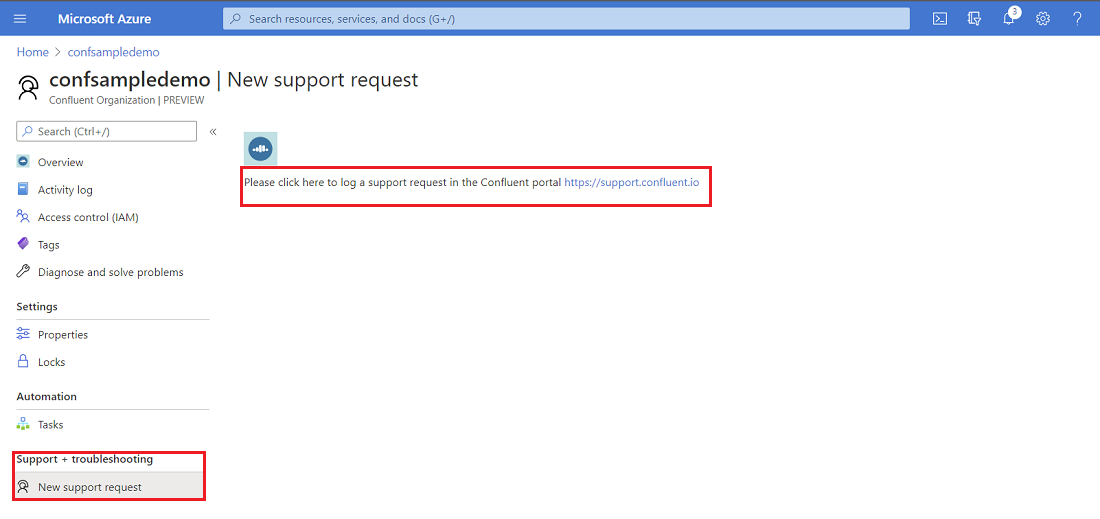 Microsoft Azure
Search resources, services, and docs (G+/)
3
Home > confsampledemo
confsampledemo | New support request
Confluent Organization | PREVIEW
Search (Ctrl+/)
«
Overview
Activity log
Access control (IAM)
Tags
Diagnose and solve problems
Settings
Properties
Locks
Automation
Tasks
Support + troubleshooting
New support request
Please click here to log a support request in the Confluent portal https://support.confluent.io